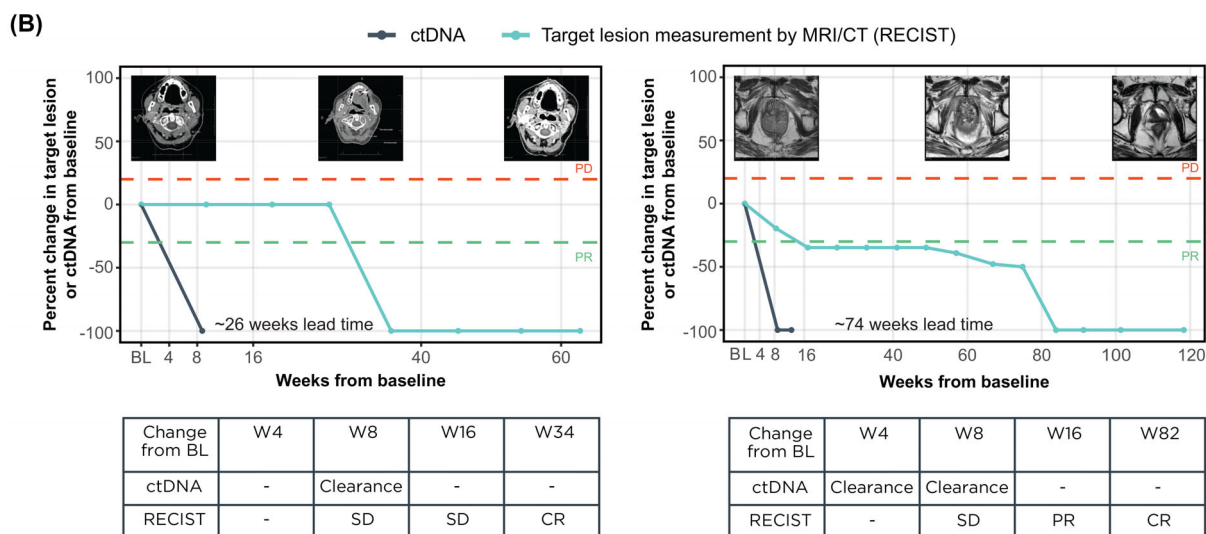 (B)
ctDNA
Target lesion measurement by MRI/CT (RECIST)
Percent change in target lesion
or ctDNA from baseline
100
50
0
-50
-100
PD
PR
~26 weeks lead time
BL 4 8 16 40 60
Weeks from baseline
Percent change in target lesion
or ctDNA from baseline
100
50
0
-50
-100
PD
PR
~74 weeks lead time
BL 4 8 16 40 60 80 100 120
Weeks from baseline
Change from BL W4 W8 W16 W34
ctDNA - Clearance - -
RECIST - SD SD CR
Change from BL W4 W8 W16 W82
ctDNA Clearance Clearance - -
RECIST - SD PR CR